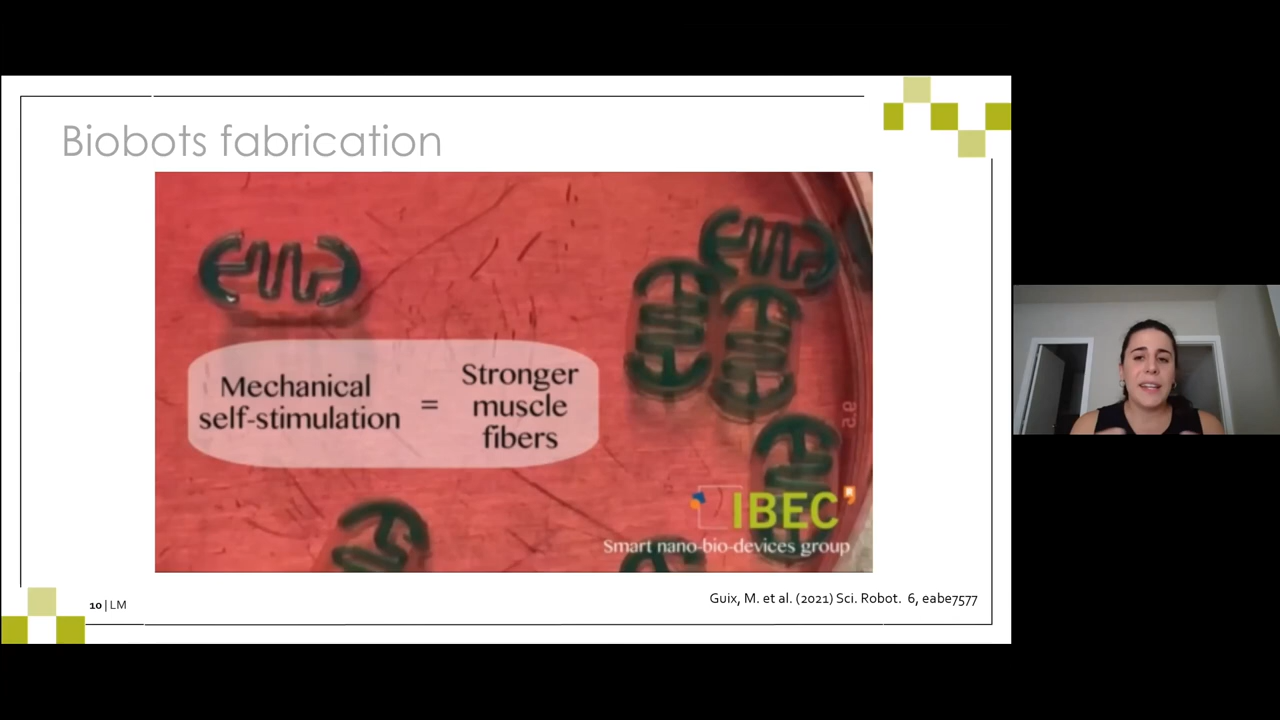 Biobots fabrication
Mechanical
self-stimulation
=
Stronger
muscle
fibers
a.e
IBEC
Smart nano-bio-devices group
Guix, M. et al. (2021) Sci. Robot. 6, eabe7577
10 | LM